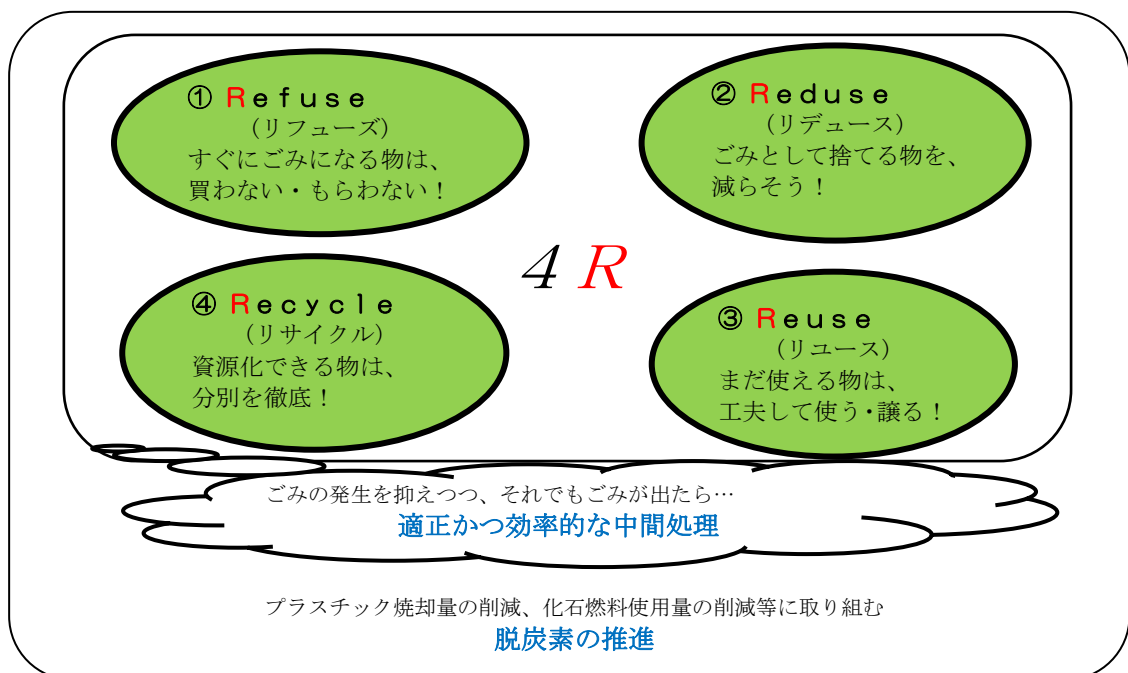 ① Ｒｅｆｕｓｅ
（リフューズ）
すぐにごみになる物は、
買わない・もらわない！
② Ｒｅｄｕｓｅ
（リデュース）
ごみとして捨てる物を、
減らそう！
４Ｒ
④ Ｒｅｃｙｃｌｅ
（リサイクル）
資源化できる物は、
分別を徹底！
③ Ｒｅｕｓｅ
（リユース）
まだ使える物は、
工夫して使う・譲る！
ごみの発生を抑えつつ、それでもごみが出たら…
適正かつ効率的な中間処理
プラスチック焼却量の削減、化石燃料使用量の削減等に取り組む
脱炭素の推進